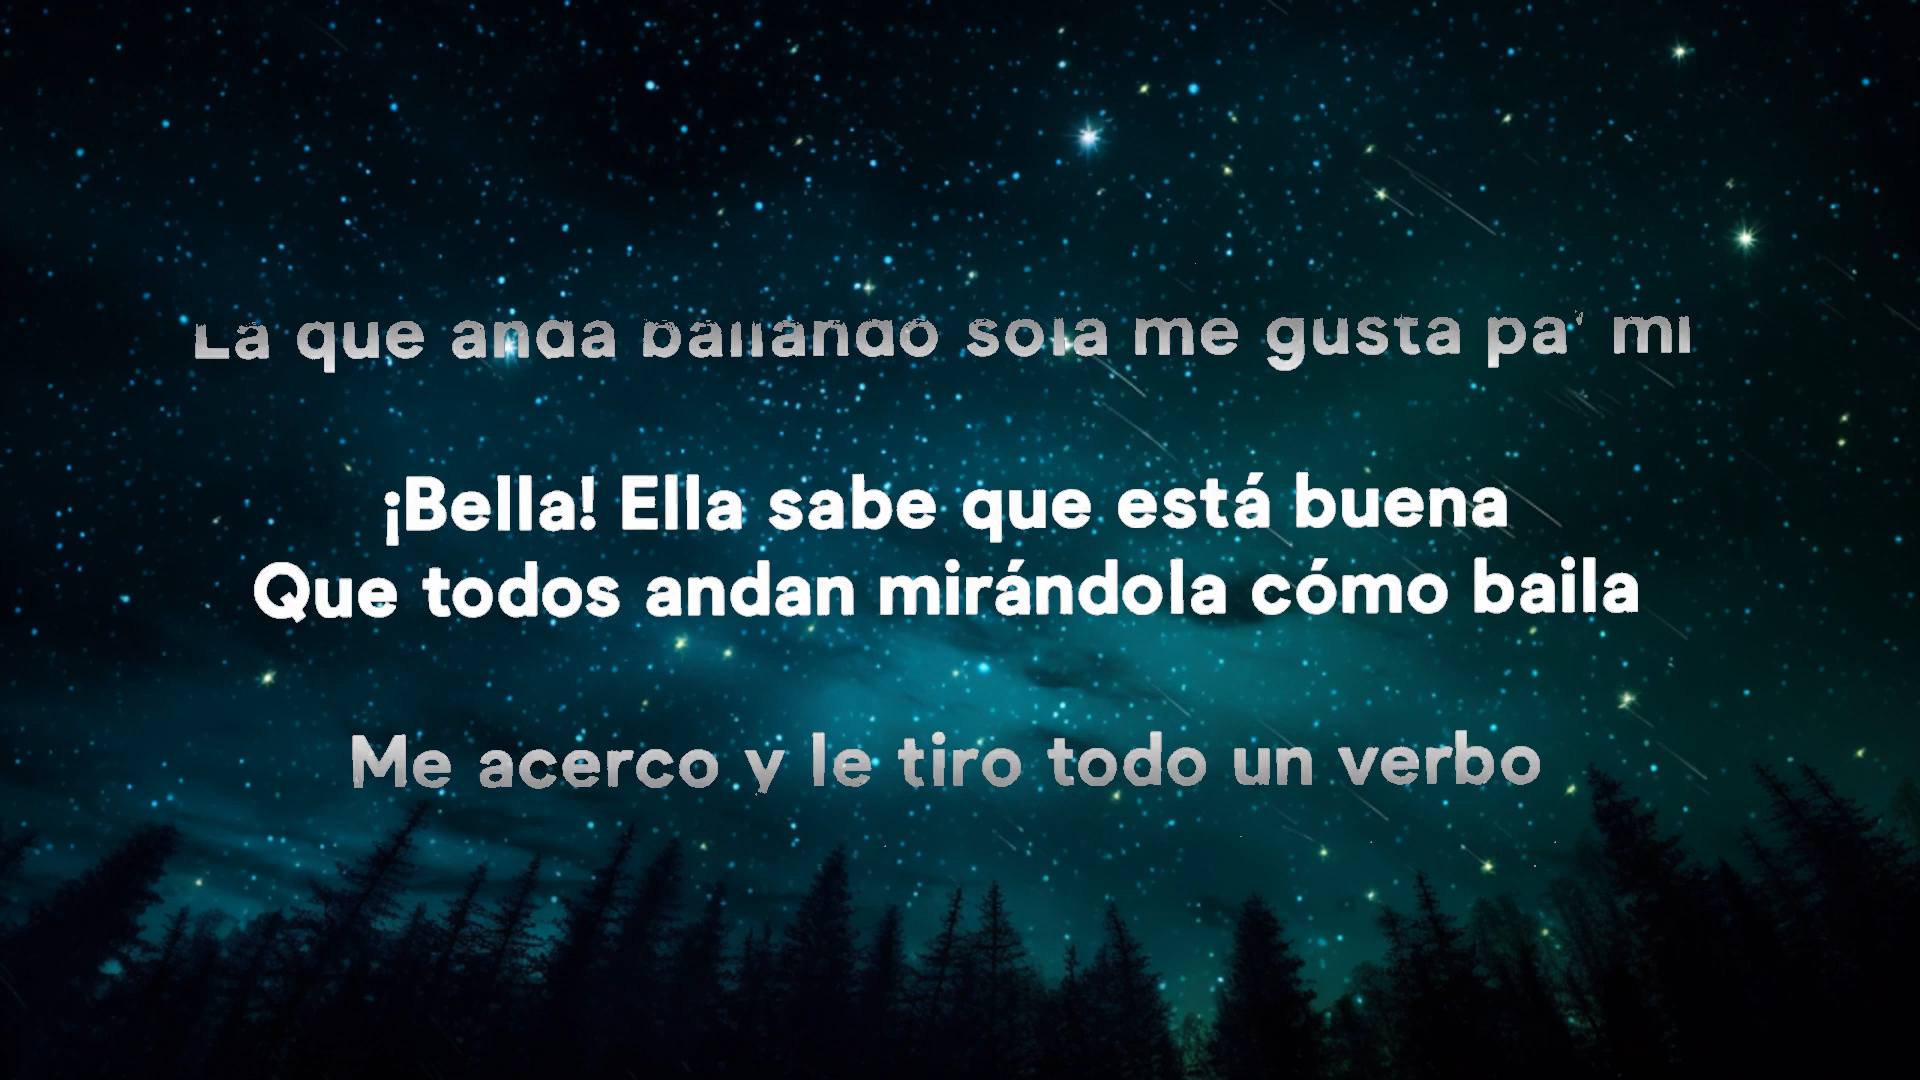 La que anda bailando sola me gusta pa' mi
¡Bella! Ella sabe que está buena
Que todos andan mirándola cómo baila
Me acerco y le tiro todo un verbo